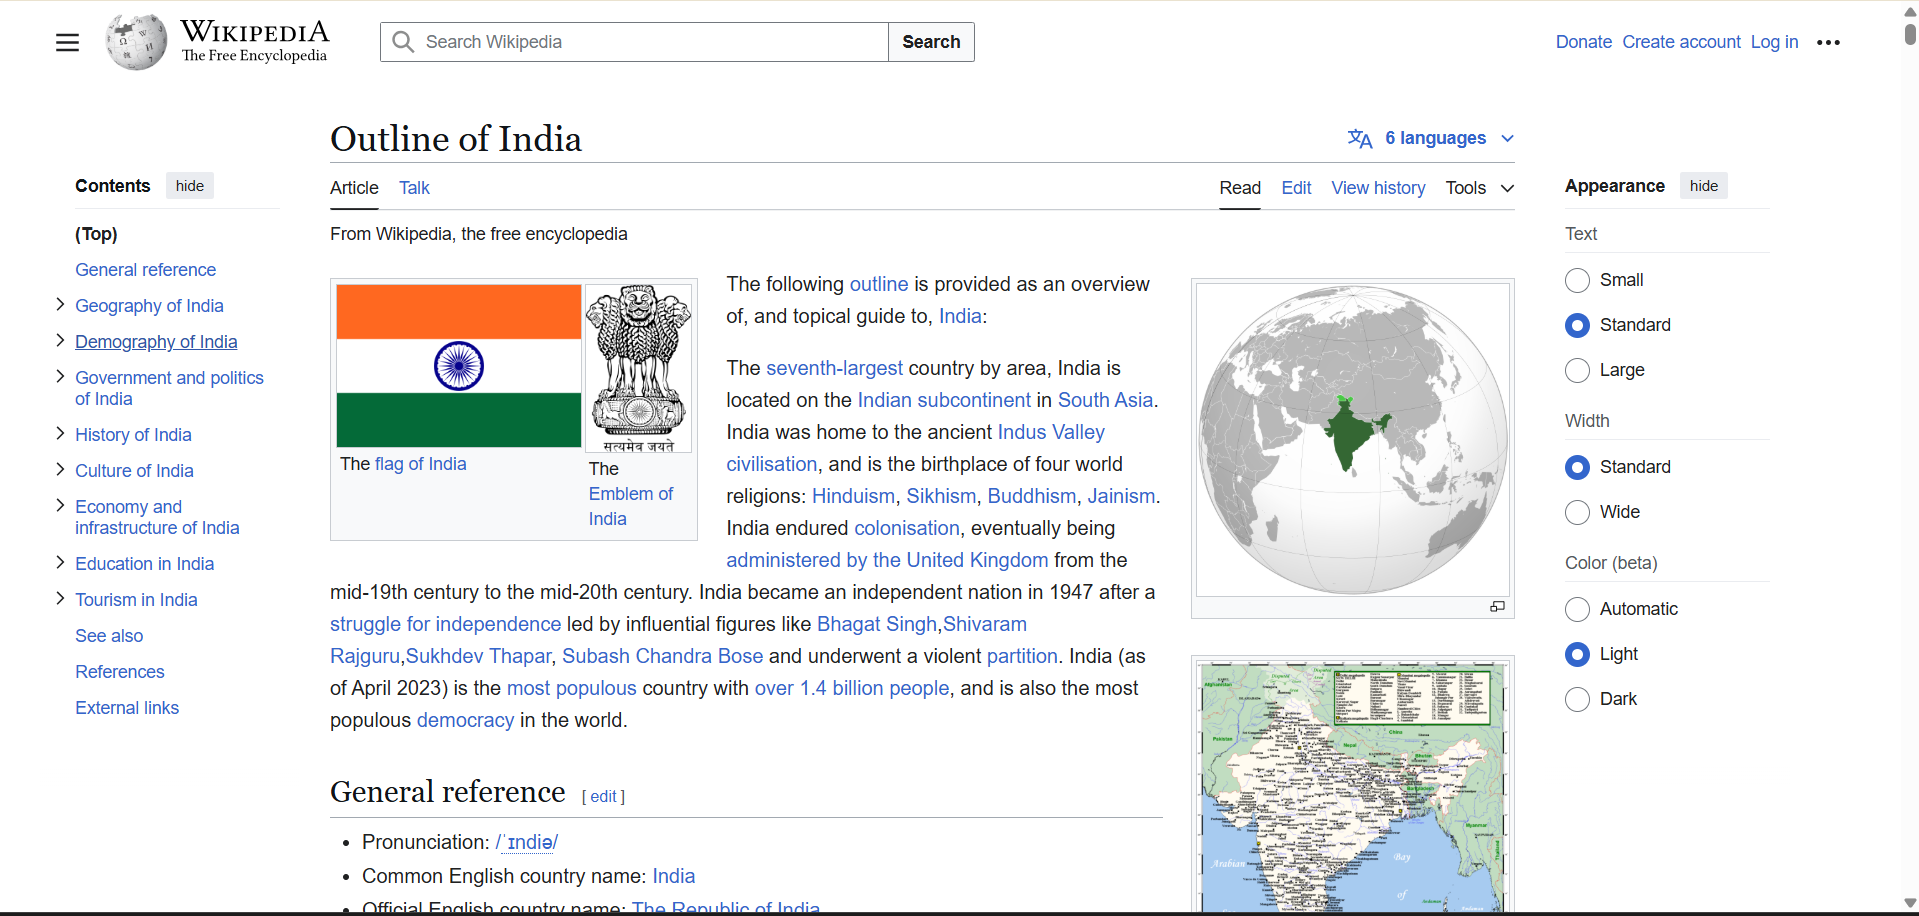 WIKIPEDIA
The Free Encyclopedia
Search Wikipedia
Search
Donate Create account Log in
Outline of India
6 languages
Contents hide
(Top)
General reference
Geography of India
Demography of India
Government and politics
of India
History of India
Culture of India
Economy and
infrastructure of India
Education in India
Tourism in India
See also
References
External links
Article Talk
Read Edit View history Tools
From Wikipedia, the free encyclopedia
सत्यमेव जयते
The flag of India
The
Emblem of
India
The following outline is provided as an overview
of, and topical guide to, India:
The seventh-largest country by area, India is
located on the Indian subcontinent in South Asia.
India was home to the ancient Indus Valley
civilisation, and is the birthplace of four world
religions: Hinduism, Sikhism, Buddhism, Jainism.
India endured colonisation, eventually being
administered by the United Kingdom from the
mid-19th century to the mid-20th century. India became an independent nation in 1947 after a
struggle for independence led by influential figures like Bhagat Singh,Shivaram
Rajguru,Sukhdev Thapar, Subash Chandra Bose and underwent a violent partition. India (as
of April 2023) is the most populous country with over 1.4 billion people, and is also the most
populous democracy in the world.
General reference [ edit ]
• Pronunciation: /ˈɪndiə/
• Common English country name: India
• Official English country name: The Republic of India
Pakistan
China
Nepal
Myanmar
Arabian
Bay
of
Appearance hide
Text
Small
Standard
Large
Width
Standard
Wide
Color (beta)
Automatic
Light
Dark